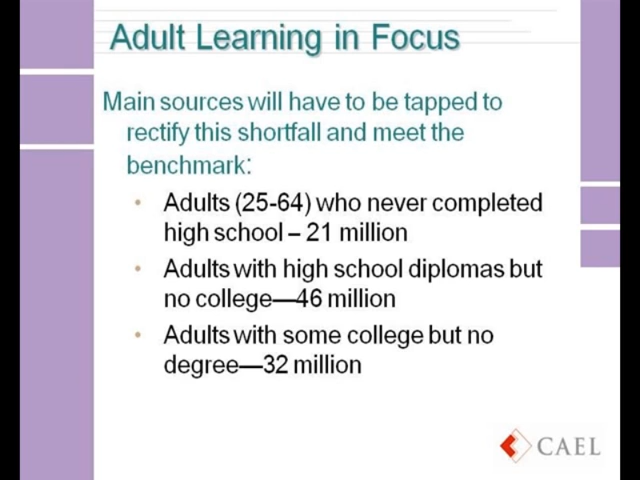 Adult Learning in Focus
Main sources will have to be tapped to
rectify this shortfall and meet the
benchmark:
• Adults (25-64) who never completed
high school – 21 million
• Adults with high school diplomas but
no college—46 million
• Adults with some college but no
degree—32 million
CAEL